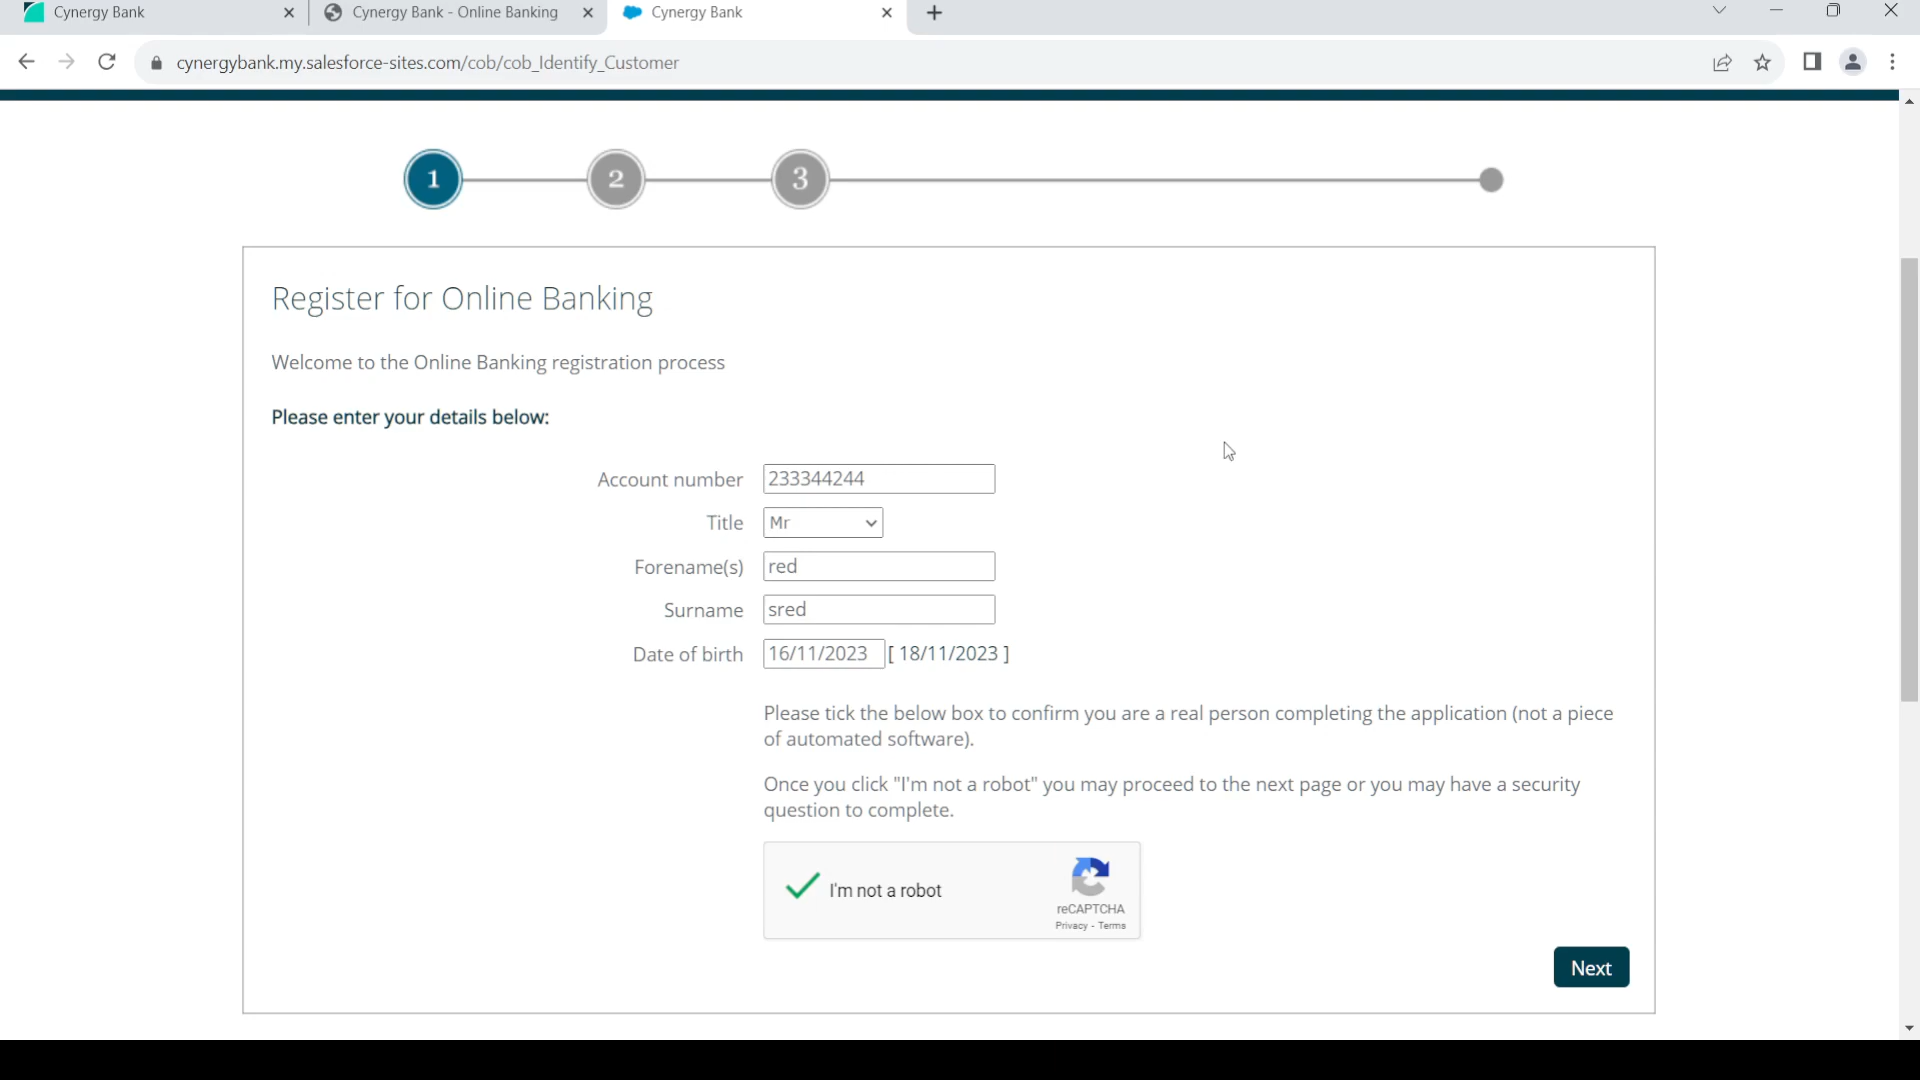 Cynergy Bank
Cynergy Bank - Online Banking
Cynergy Bank
cynergybank.my.salesforce-sites.com/cob/cob_Identify_Customer
1
2
3
Register for Online Banking
Welcome to the Online Banking registration process
Please enter your details below:
Account number 233344244
Title Mr
Forename(s) red
Surname sred
Date of birth 16/11/2023 [ 18/11/2023 ]
Please tick the below box to confirm you are a real person completing the application (not a piece
of automated software).
Once you click "I'm not a robot" you may proceed to the next page or you may have a security
question to complete.
I'm not a robot
reCAPTCHA
Privacy - Terms
Next